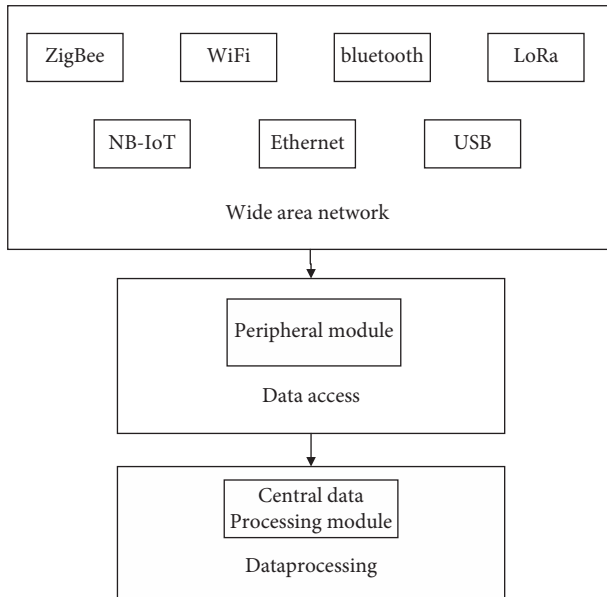 ZigBee
WiFi
bluetooth
LoRa
NB-IoT
Ethernet
USB
Wide area network
Peripheral module
Data access
Central data
Processing module
Dataprocessing